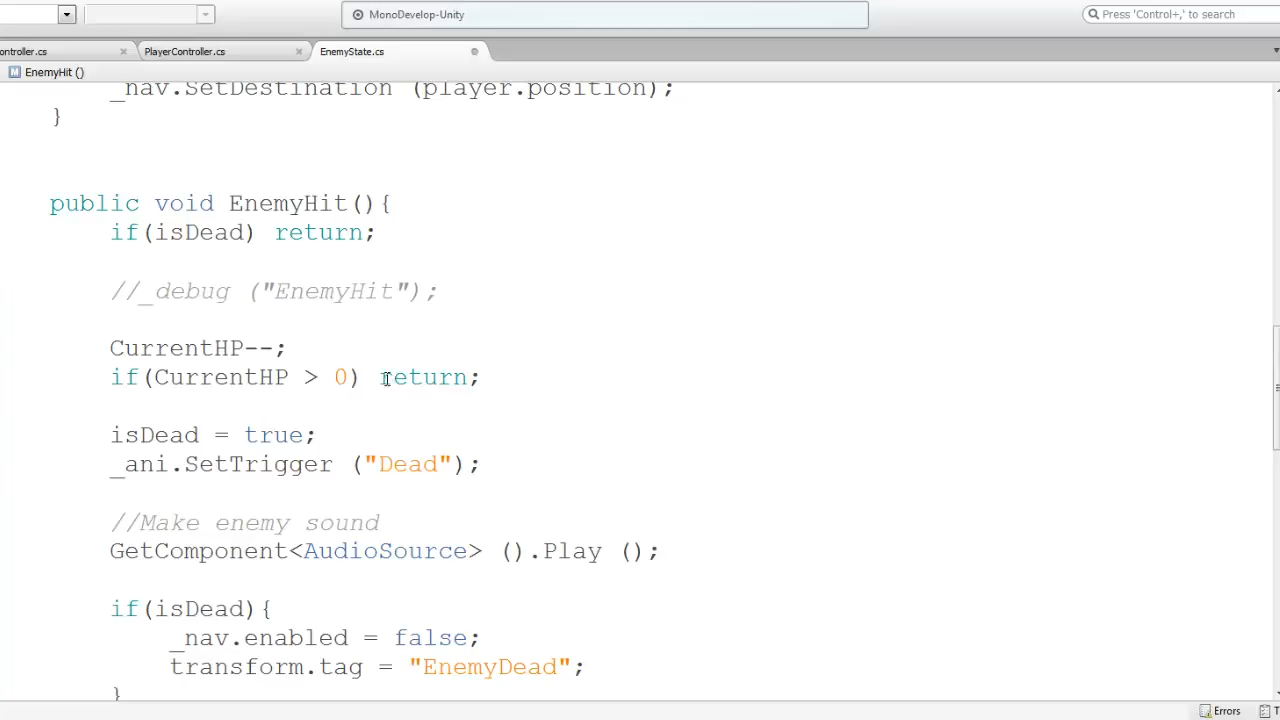 MonoDevelop-Unity
Press 'Control+,' to search
ontroller.cs
PlayerController.cs
EnemyState.cs
M EnemyHit ()
_nav.SetDestination (player.position);
}
public void EnemyHit(){
if(isDead) return;
//_debug ("EnemyHit");
CurrentHP--;
if(CurrentHP > 0) return;
isDead = true;
_ani.SetTrigger ("Dead");
//Make enemy sound
GetComponent<AudioSource> ().Play ();
if(isDead){
_nav.enabled = false;
transform.tag = "EnemyDead";
}
Errors
T